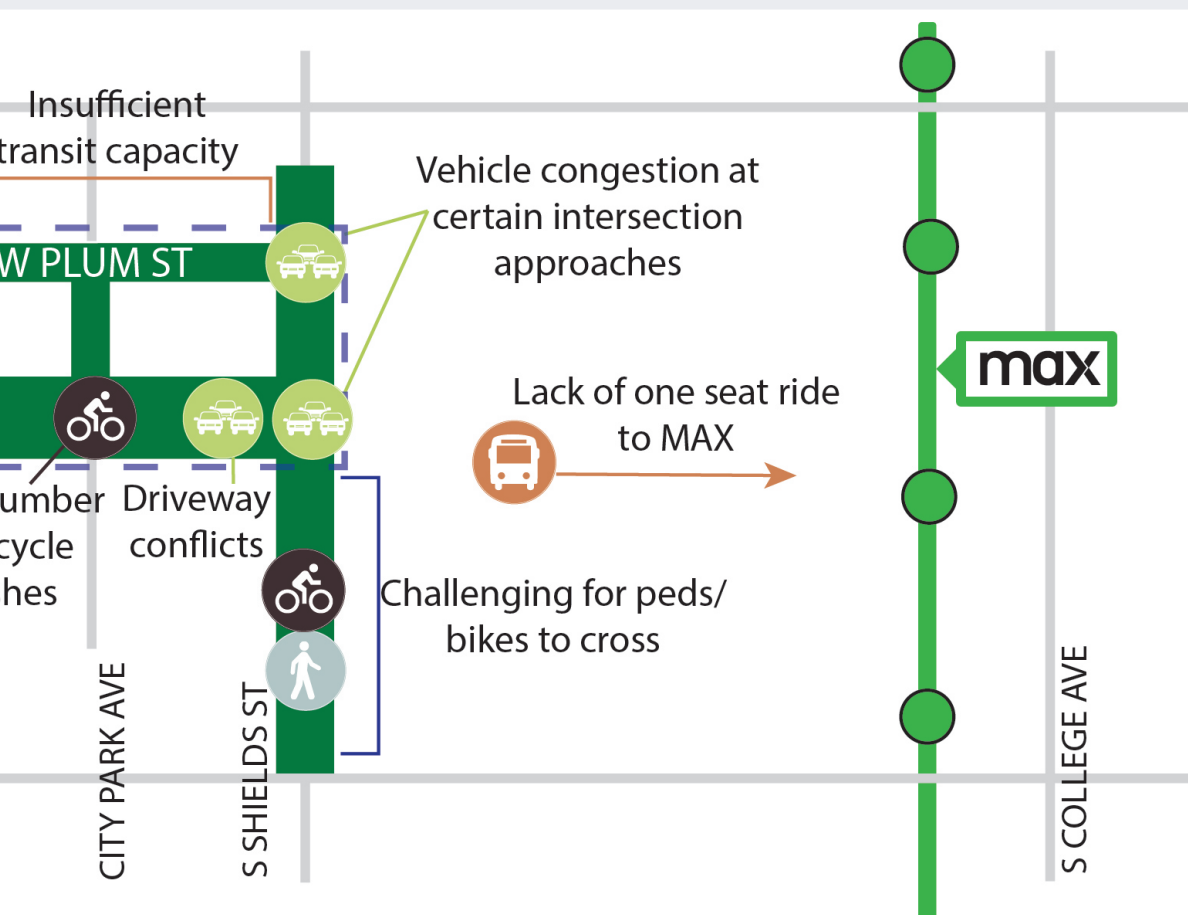 Insufficient
transit capacity
Vehicle congestion at
certain intersection
approaches
W PLUM ST
max
Lack of one seat ride
to MAX
Driveway
conflicts
Challenging for peds/
bikes to cross
CITY PARK AVE
S SHIELDS ST
S COLLEGE AVE